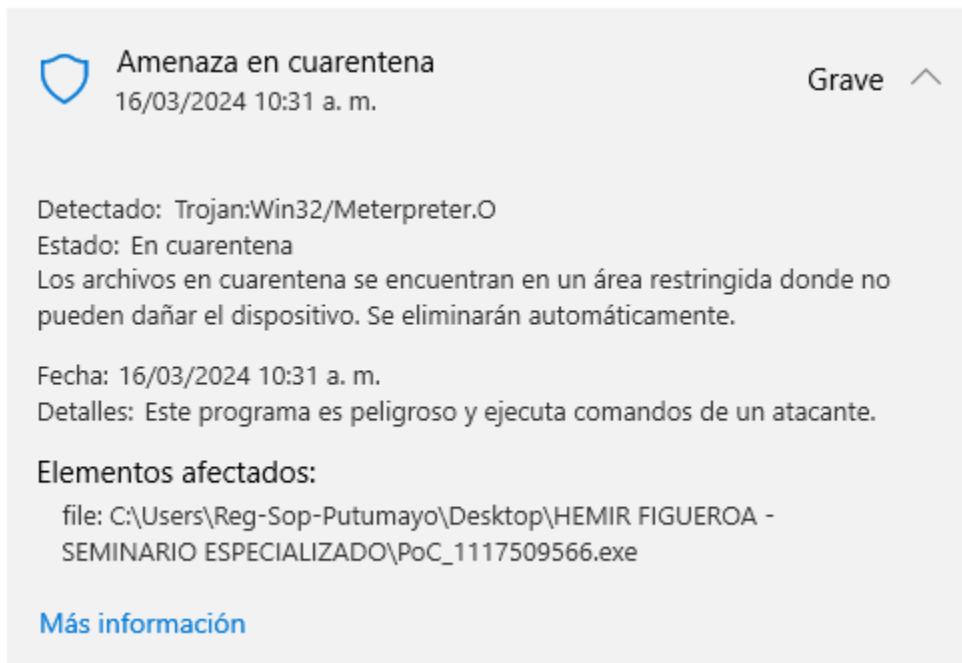 Amenaza en cuarentena
16/03/2024 10:31 a. m.
Grave
Detectado: Trojan:Win32/Meterpreter.O
Estado: En cuarentena
Los archivos en cuarentena se encuentran en un área restringida donde no
pueden dañar el dispositivo. Se eliminarán automáticamente.
Fecha: 16/03/2024 10:31 a. m.
Detalles: Este programa es peligroso y ejecuta comandos de un atacante.
Elementos afectados:
file: C:\Users\Reg-Sop-Putumayo\Desktop\HEMIR FIGUEROA -
SEMINARIO ESPECIALIZADO\PoC_1117509566.exe
Más información